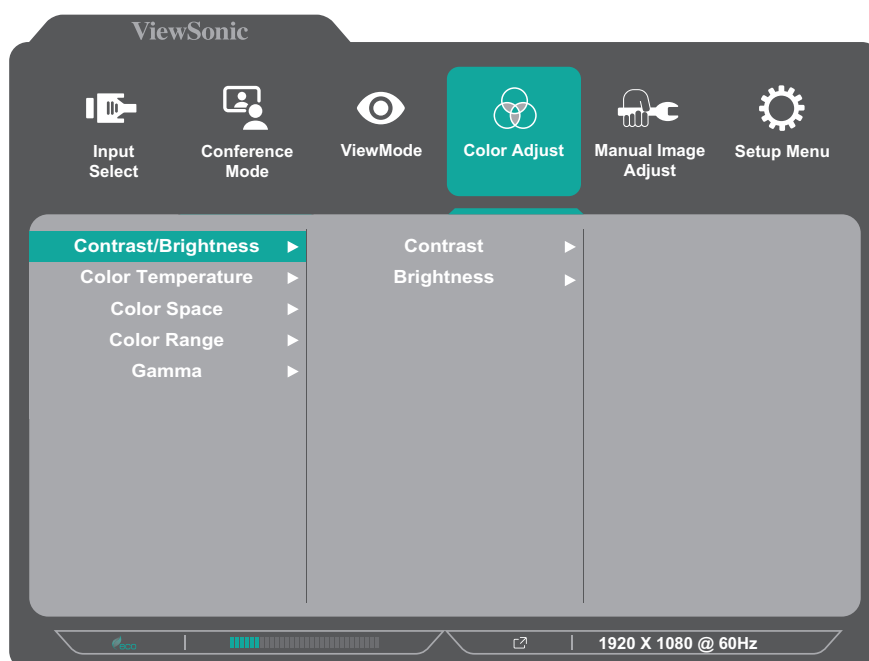 ViewSonic
Input
Select
Conference
Mode
ViewMode
Color Adjust
Manual Image
Adjust
Setup Menu
Contrast/Brightness
Color Temperature
Color Space
Color Range
Gamma
Contrast
Brightness
eco
1920 X 1080 @ 60Hz